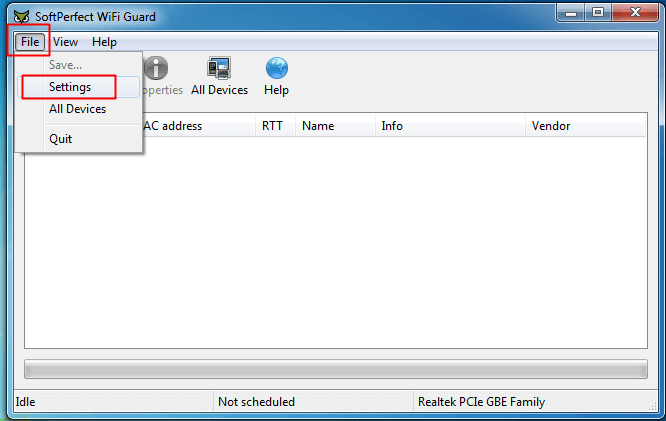 SoftPerfect WiFi Guard
File View Help
Save...
Settings
All Devices
Quit
operties All Devices Help
AC address RTT Name Info Vendor
Idle Not scheduled Realtek PCIe GBE Family